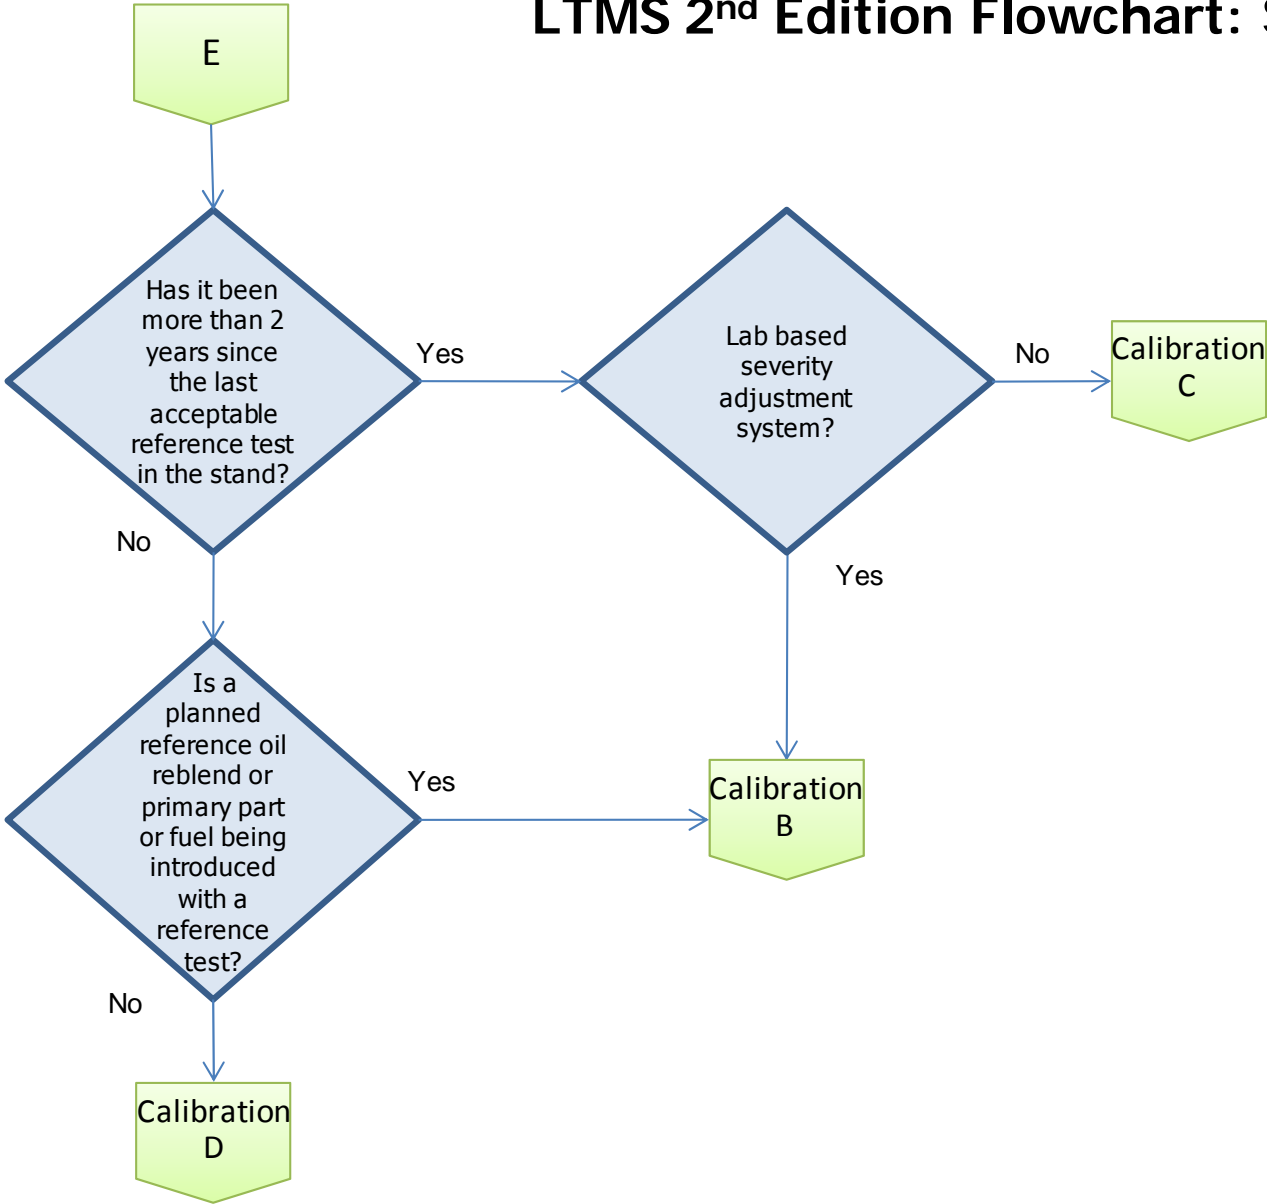 LTMS 2nd Edition Flowchart: S
E
Has it been
more than 2
years since
the last
acceptable
reference test
in the stand?
Yes
Lab based
severity
adjustment
system?
No
Calibration
C
No
Yes
Is a
planned
reference oil
reblend or
primary part
or fuel being
introduced
with a
reference
test?
Yes
Calibration
B
No
Calibration
D